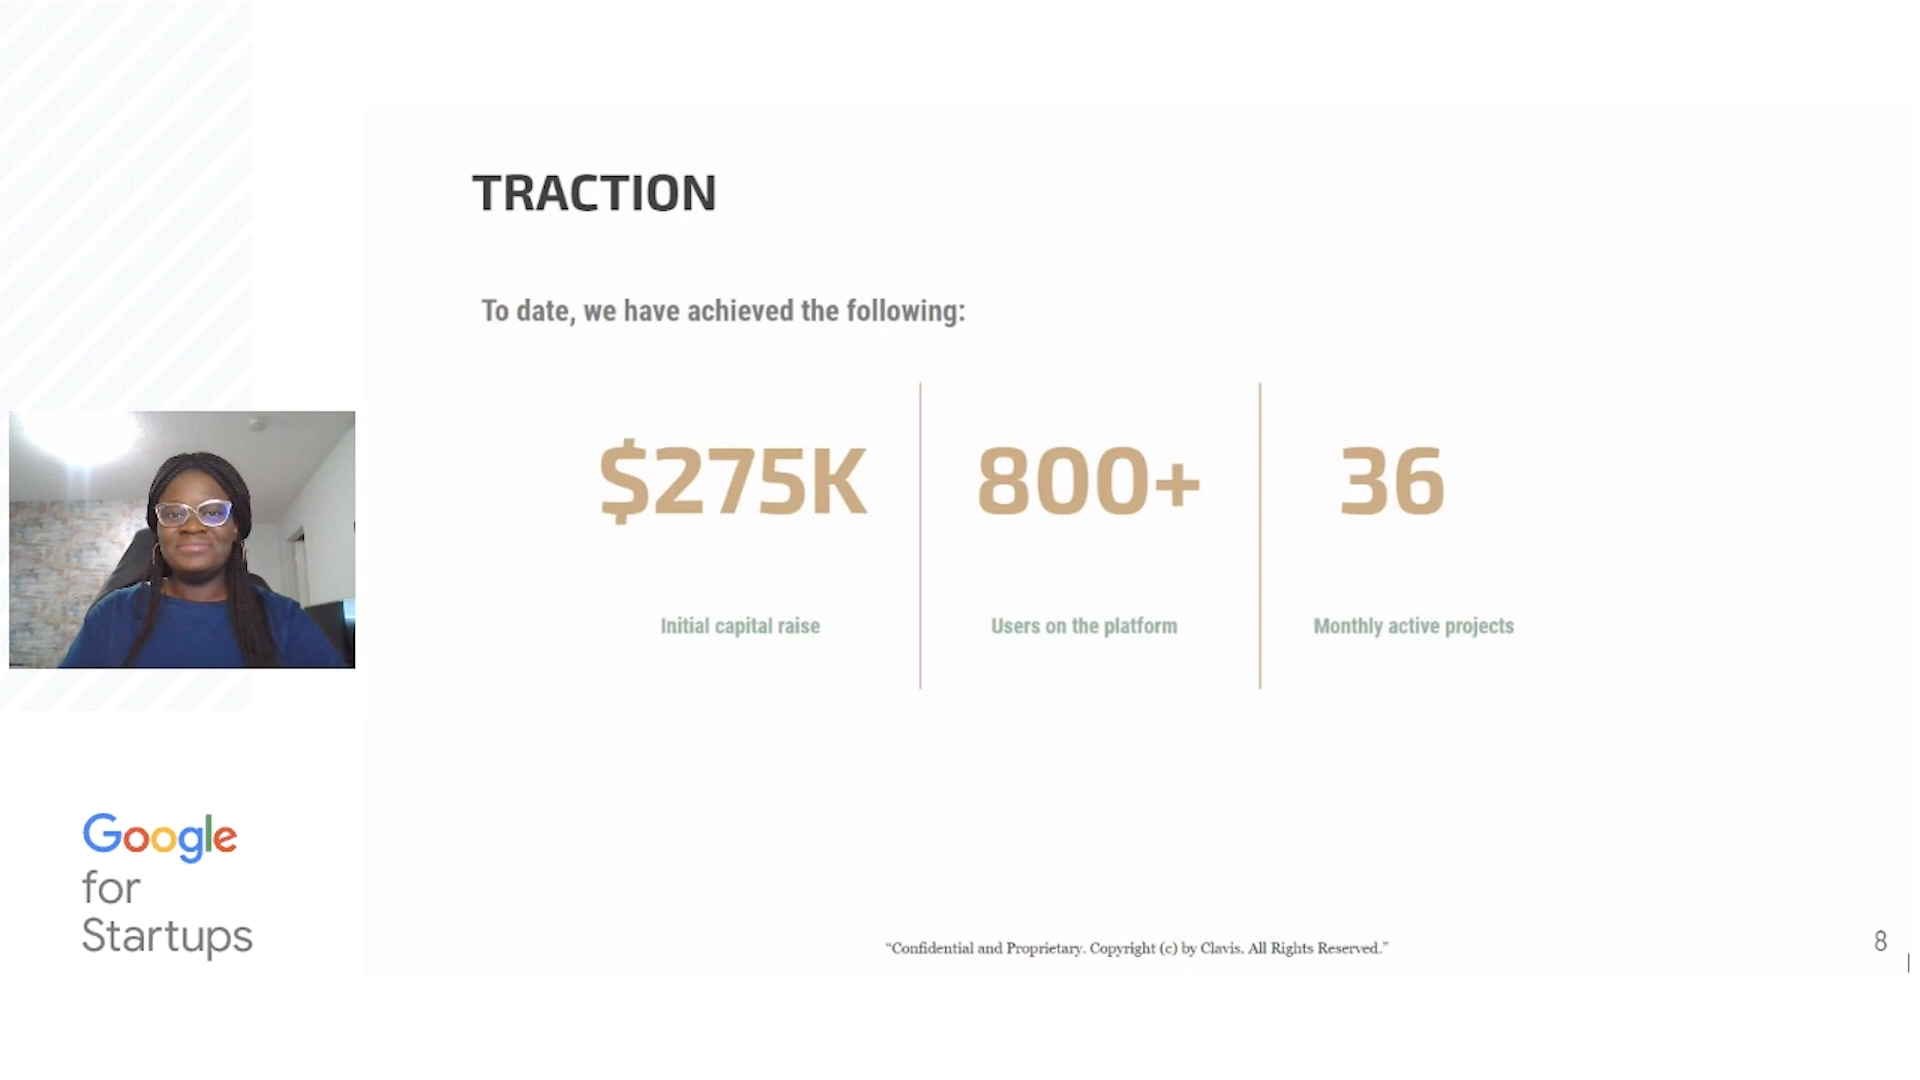 TRACTION
To date, we have achieved the following:
$275K
800+
36
Initial capital raise
Users on the platform
Monthly active projects
Google
for
Startups
“Confidential and Proprietary. Copyright (c) by Clavis. All Rights Reserved.”
8